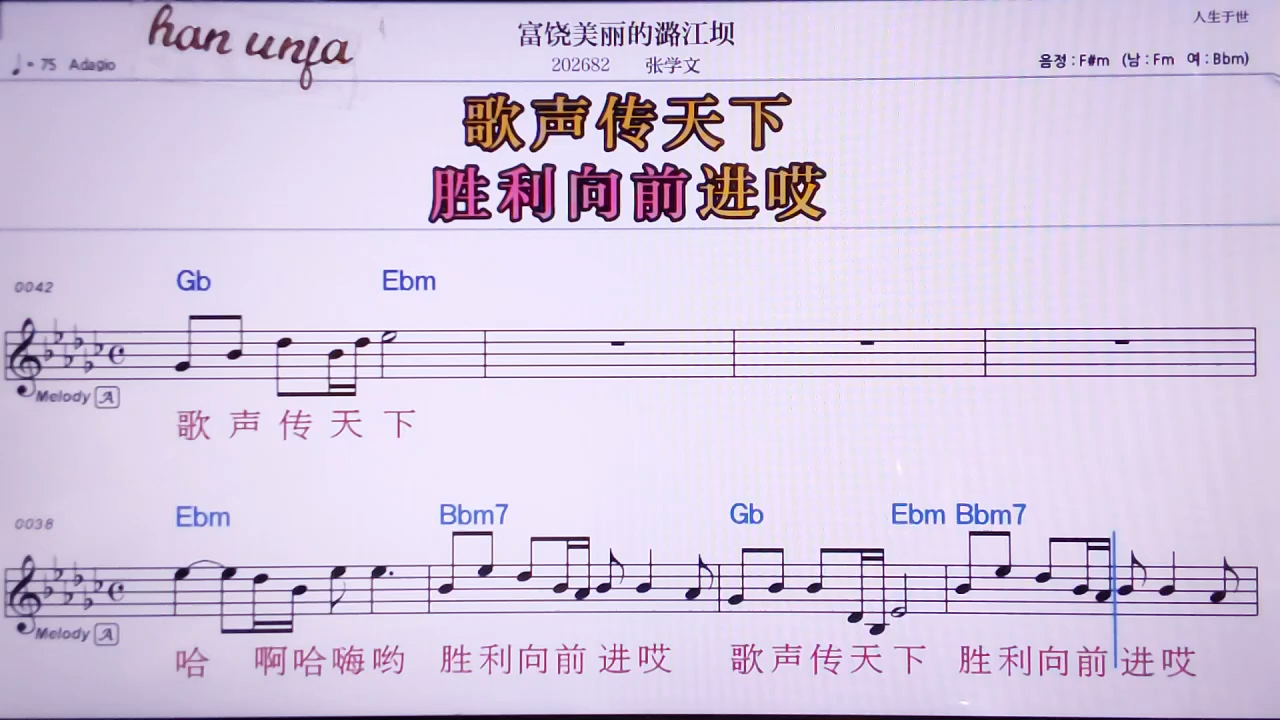 han unfa
富饶美丽的潞江坝
人生于世
♩= 75 Adagio
202682 张学文
음정 : F#m (남 : Fm 여 : Bbm)
歌声传天下
胜利向前进哎
Gb Ebm
0042
Melody A
歌 声 传 天 下
Ebm Bbm7 Gb Ebm Bbm7
0038
Melody A
哈 啊哈嗨哟 胜利向前 进哎 歌声传天下 胜利向前 进哎